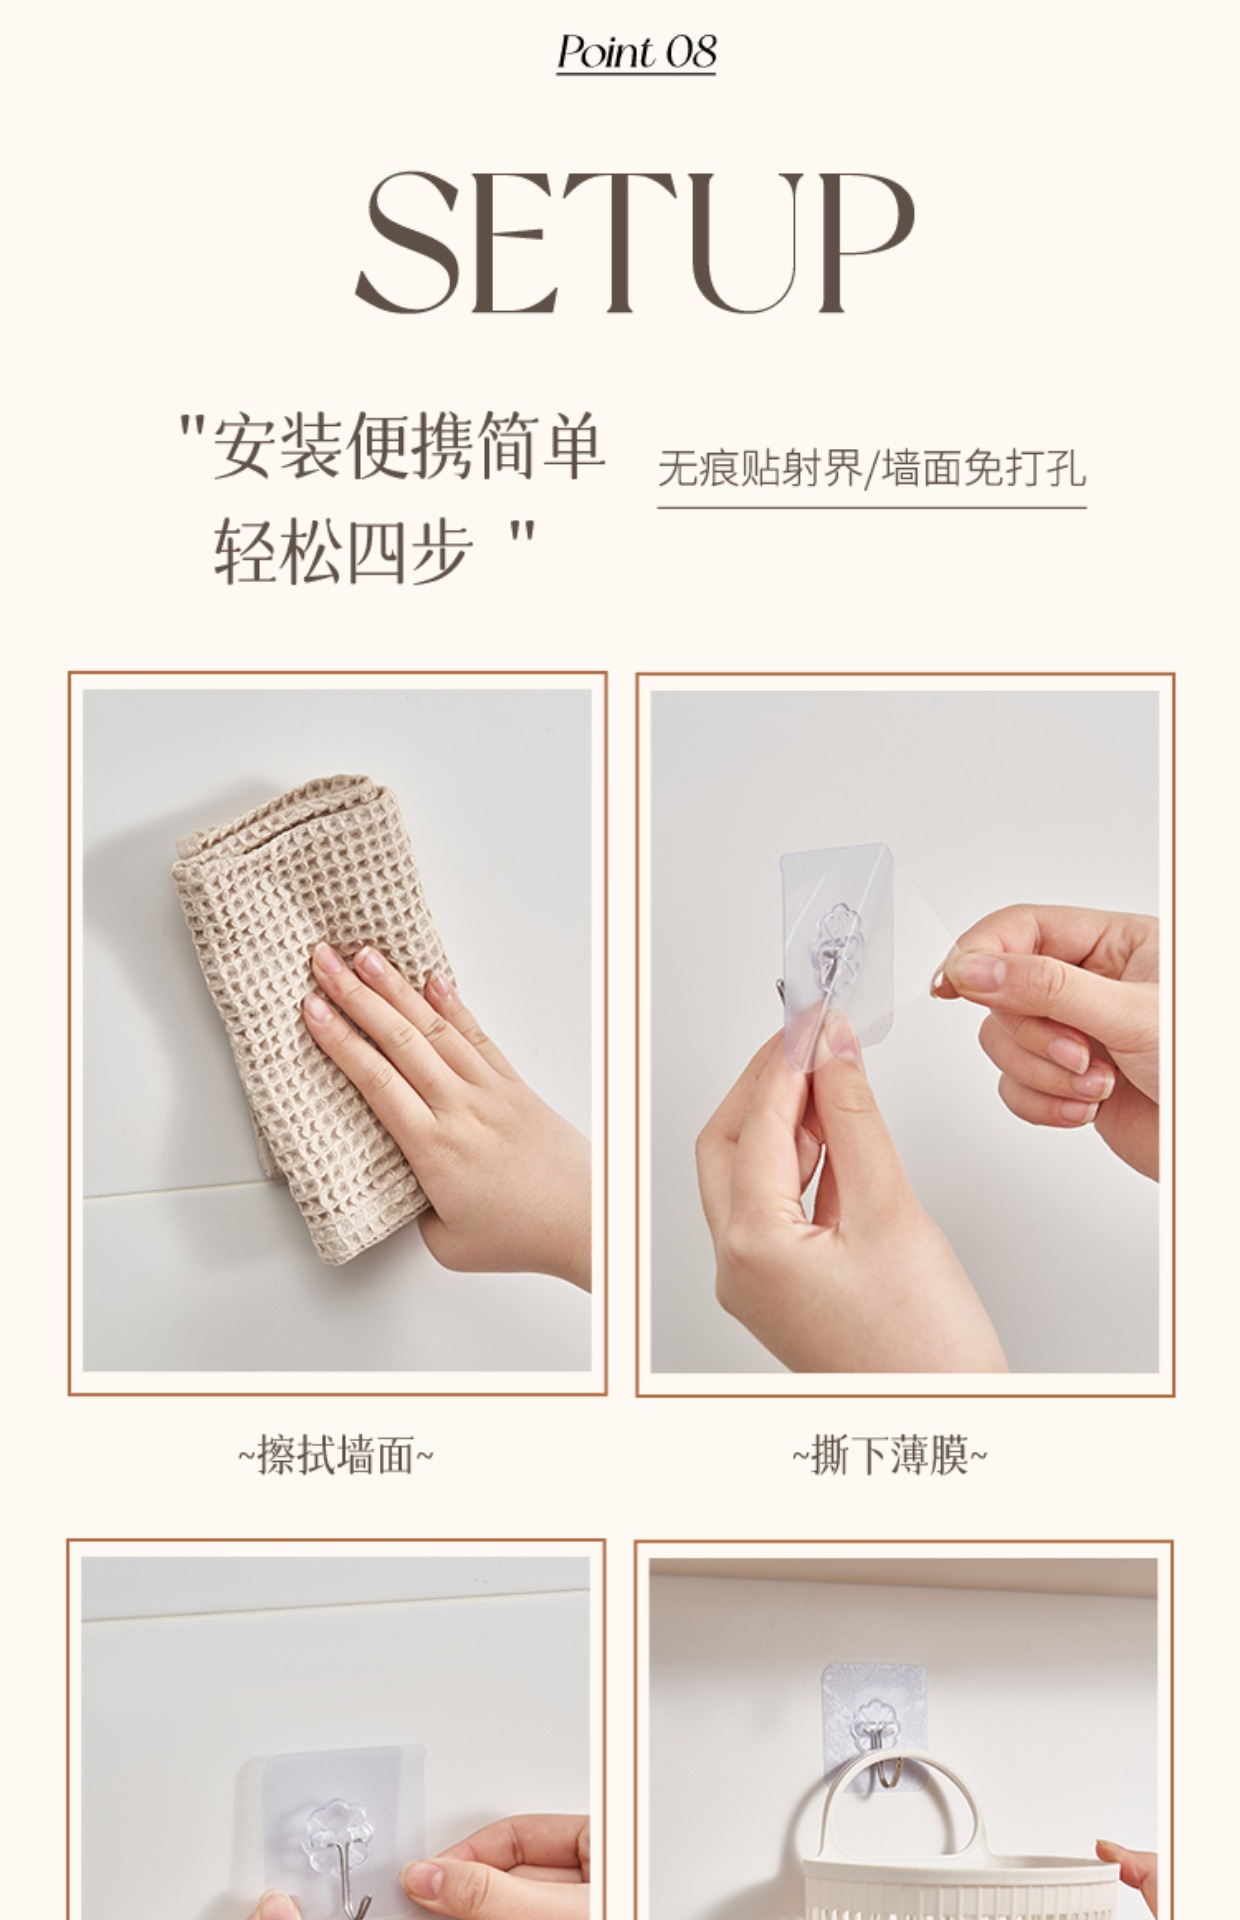 Point 08
SETUP
"安装便携简单
轻松四步 "
无痕贴射界/墙面免打孔
~擦拭墙面~
~撕下薄膜~